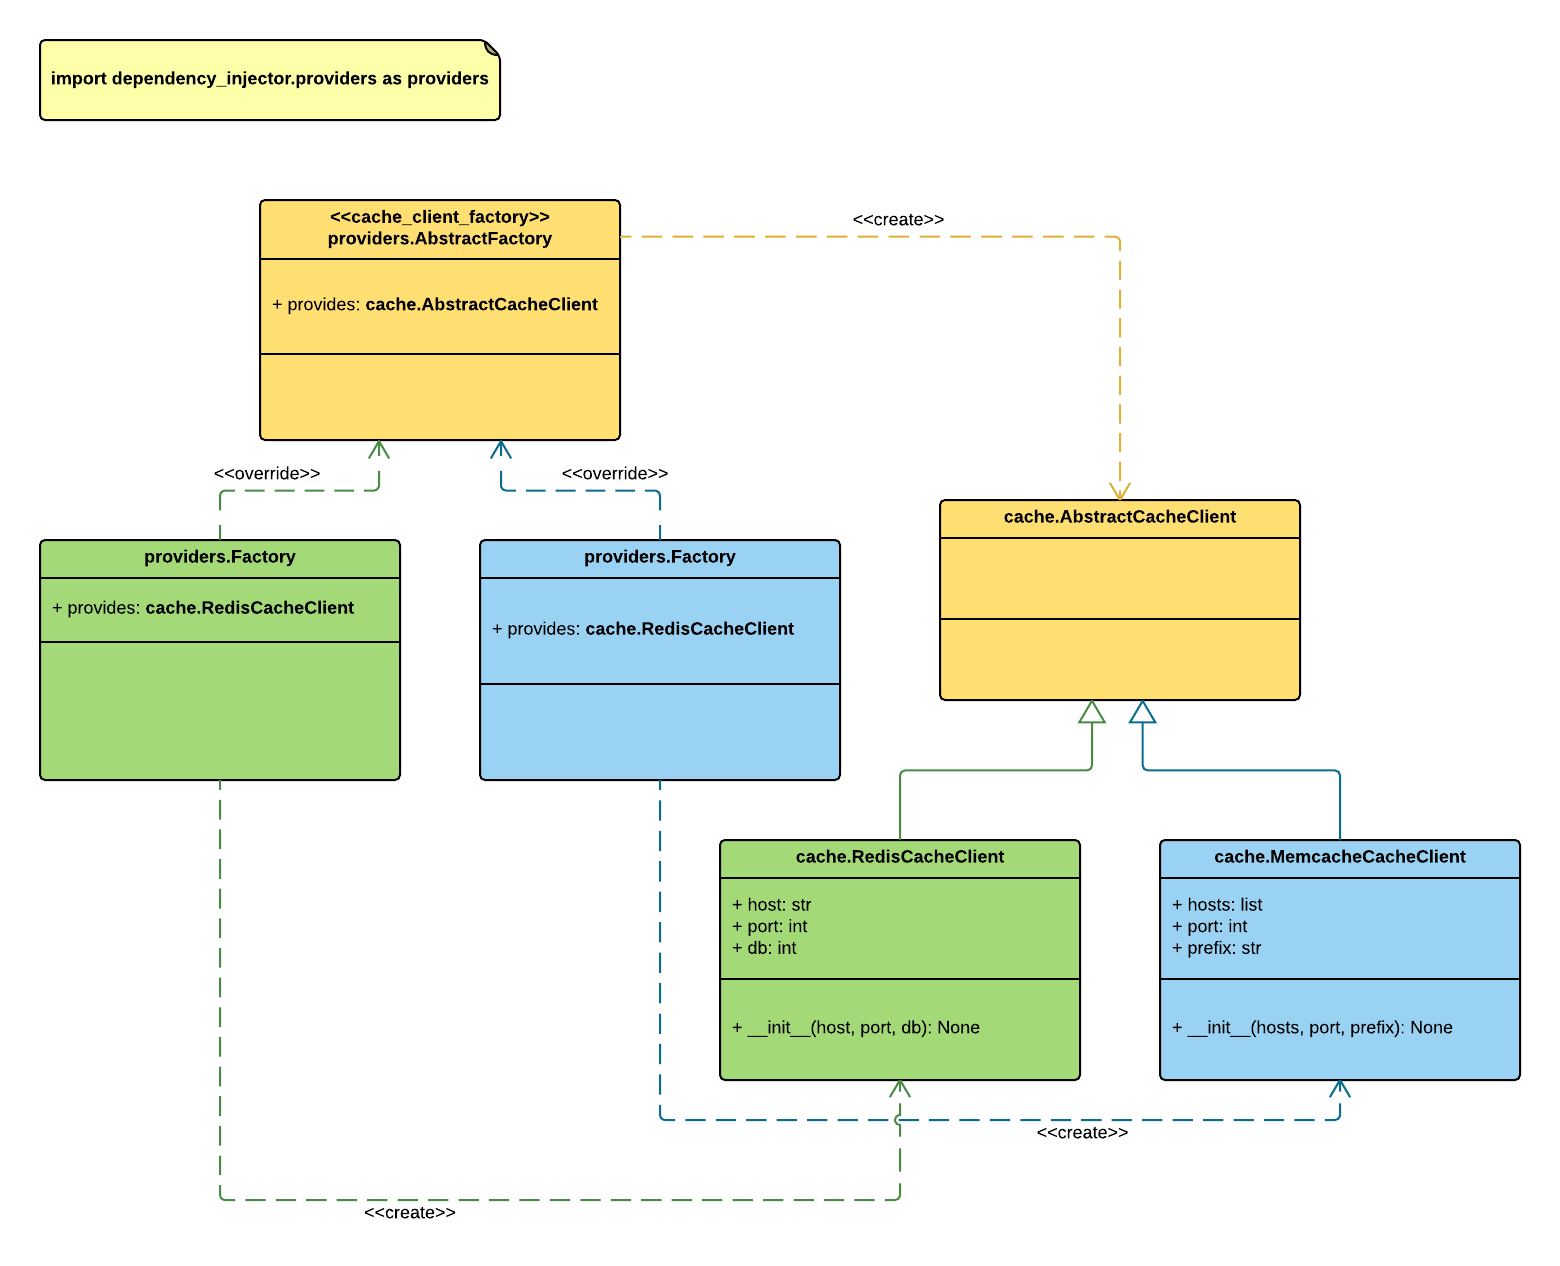 import dependency_injector.providers as providers
<<cache_client_factory>>
providers.AbstractFactory
+ provides: cache.AbstractCacheClient
<<create>>
<<override>>
<<override>>
providers.Factory
+ provides: cache.RedisCacheClient
providers.Factory
+ provides: cache.RedisCacheClient
cache.AbstractCacheClient
cache.RedisCacheClient
+ host: str
+ port: int
+ db: int
+ __init__(host, port, db): None
cache.MemcacheCacheClient
+ hosts: list
+ port: int
+ prefix: str
+ __init__(hosts, port, prefix): None
<<create>>
<<create>>